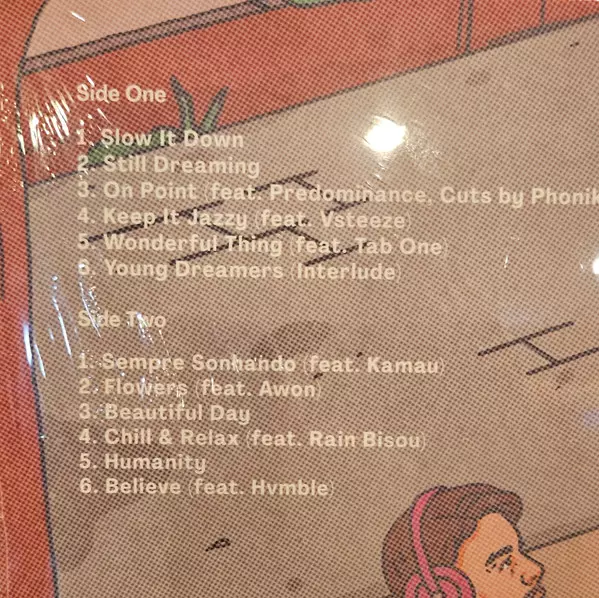 Side One
1. Slow It Down
2. Still Dreaming
3. On Point (feat. Predominance, Cuts by Phonik
4. Keep It Jazzy (feat. Vsteeze)
5. Wonderful Thing (feat. Tab One)
6. Young Dreamers (Interlude)
Side Two
1. Sempre Sonhando (feat. Kamau)
2. Flowers (feat. Awon)
3. Beautiful Day
4. Chill & Relax (feat. Rain Bisou)
5. Humanity
6. Believe (feat. Hvmble)